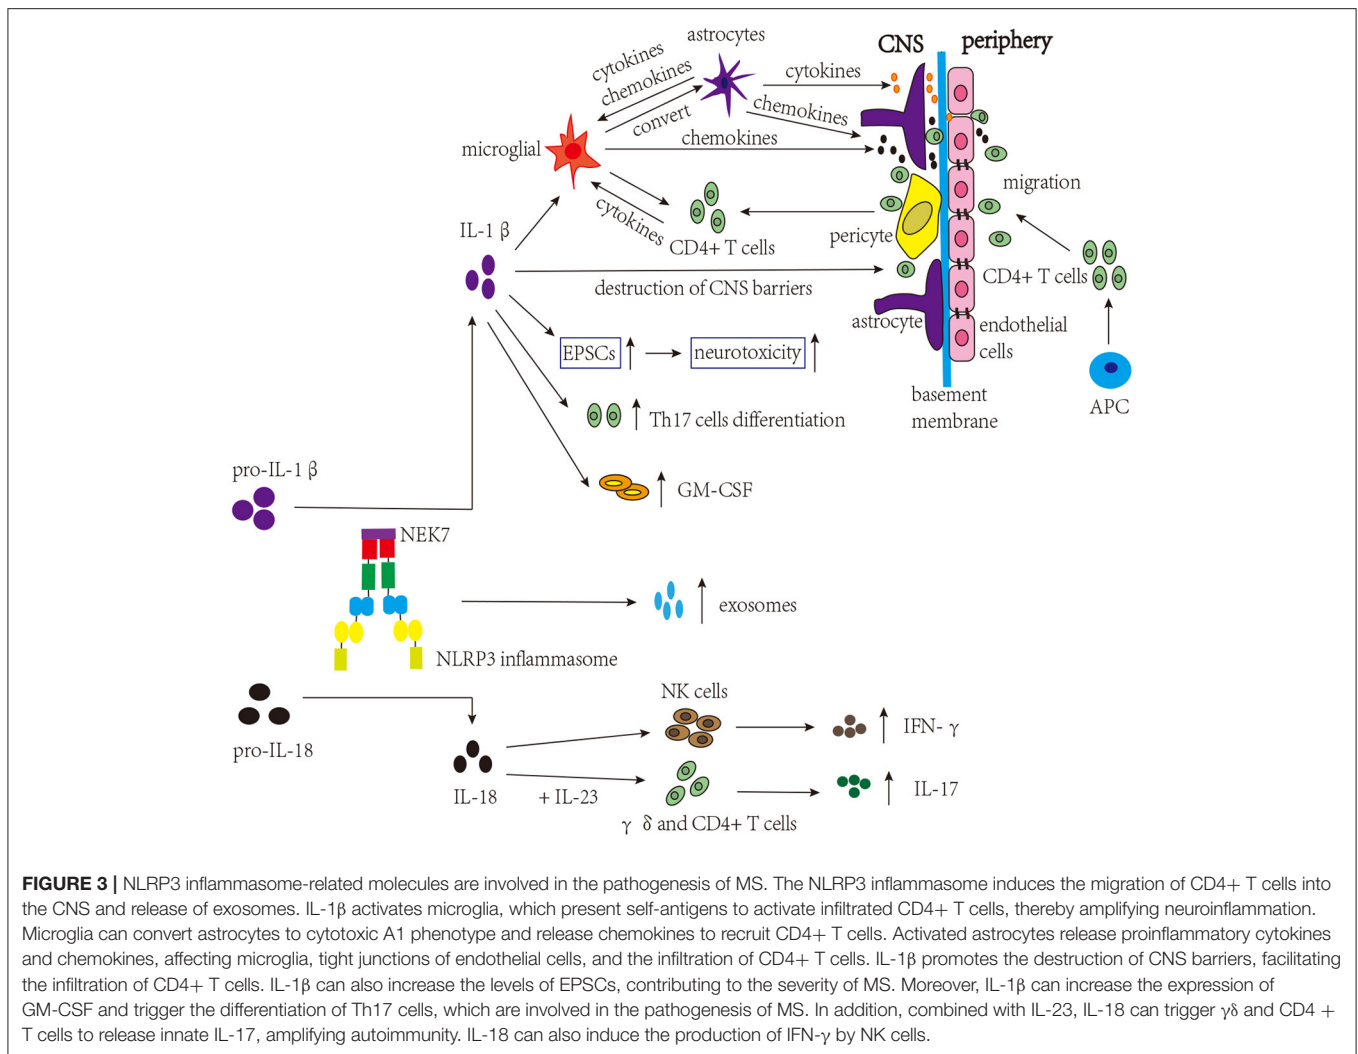 astrocytes
CNS
periphery
cytokines
chemokines
convert
cytokines
chemokines
chemokines
microglial
migration
cytokines
IL-1 β
CD4+ T cells
pericyte
CD4+ T cells
destruction of CNS barriers
astrocyte
endothelial
cells
EPSCs
neurotoxicity
basement
membrane
APC
Th17 cells differentiation
pro-IL-1 β
GM-CSF
NEK7
exosomes
NLRP3 inflammasome
NK cells
pro-IL-18
IFN- γ
IL-18
+ IL-23
IL-17
γ δ and CD4+ T cells
FIGURE 3 | NLRP3 inflammasome-related molecules are involved in the pathogenesis of MS. The NLRP3 inflammasome induces the migration of CD4+ T cells into
the CNS and release of exosomes. IL-1β activates microglia, which present self-antigens to activate infiltrated CD4+ T cells, thereby amplifying neuroinflammation.
Microglia can convert astrocytes to cytotoxic A1 phenotype and release chemokines to recruit CD4+ T cells. Activated astrocytes release proinflammatory cytokines
and chemokines, affecting microglia, tight junctions of endothelial cells, and the infiltration of CD4+ T cells. IL-1β promotes the destruction of CNS barriers, facilitating
the infiltration of CD4+ T cells. IL-1β can also increase the levels of EPSCs, contributing to the severity of MS. Moreover, IL-1β can increase the expression of
GM-CSF and trigger the differentiation of Th17 cells, which are involved in the pathogenesis of MS. In addition, combined with IL-23, IL-18 can trigger γδ and CD4 +
T cells to release innate IL-17, amplifying autoimmunity. IL-18 can also induce the production of IFN-γ by NK cells.